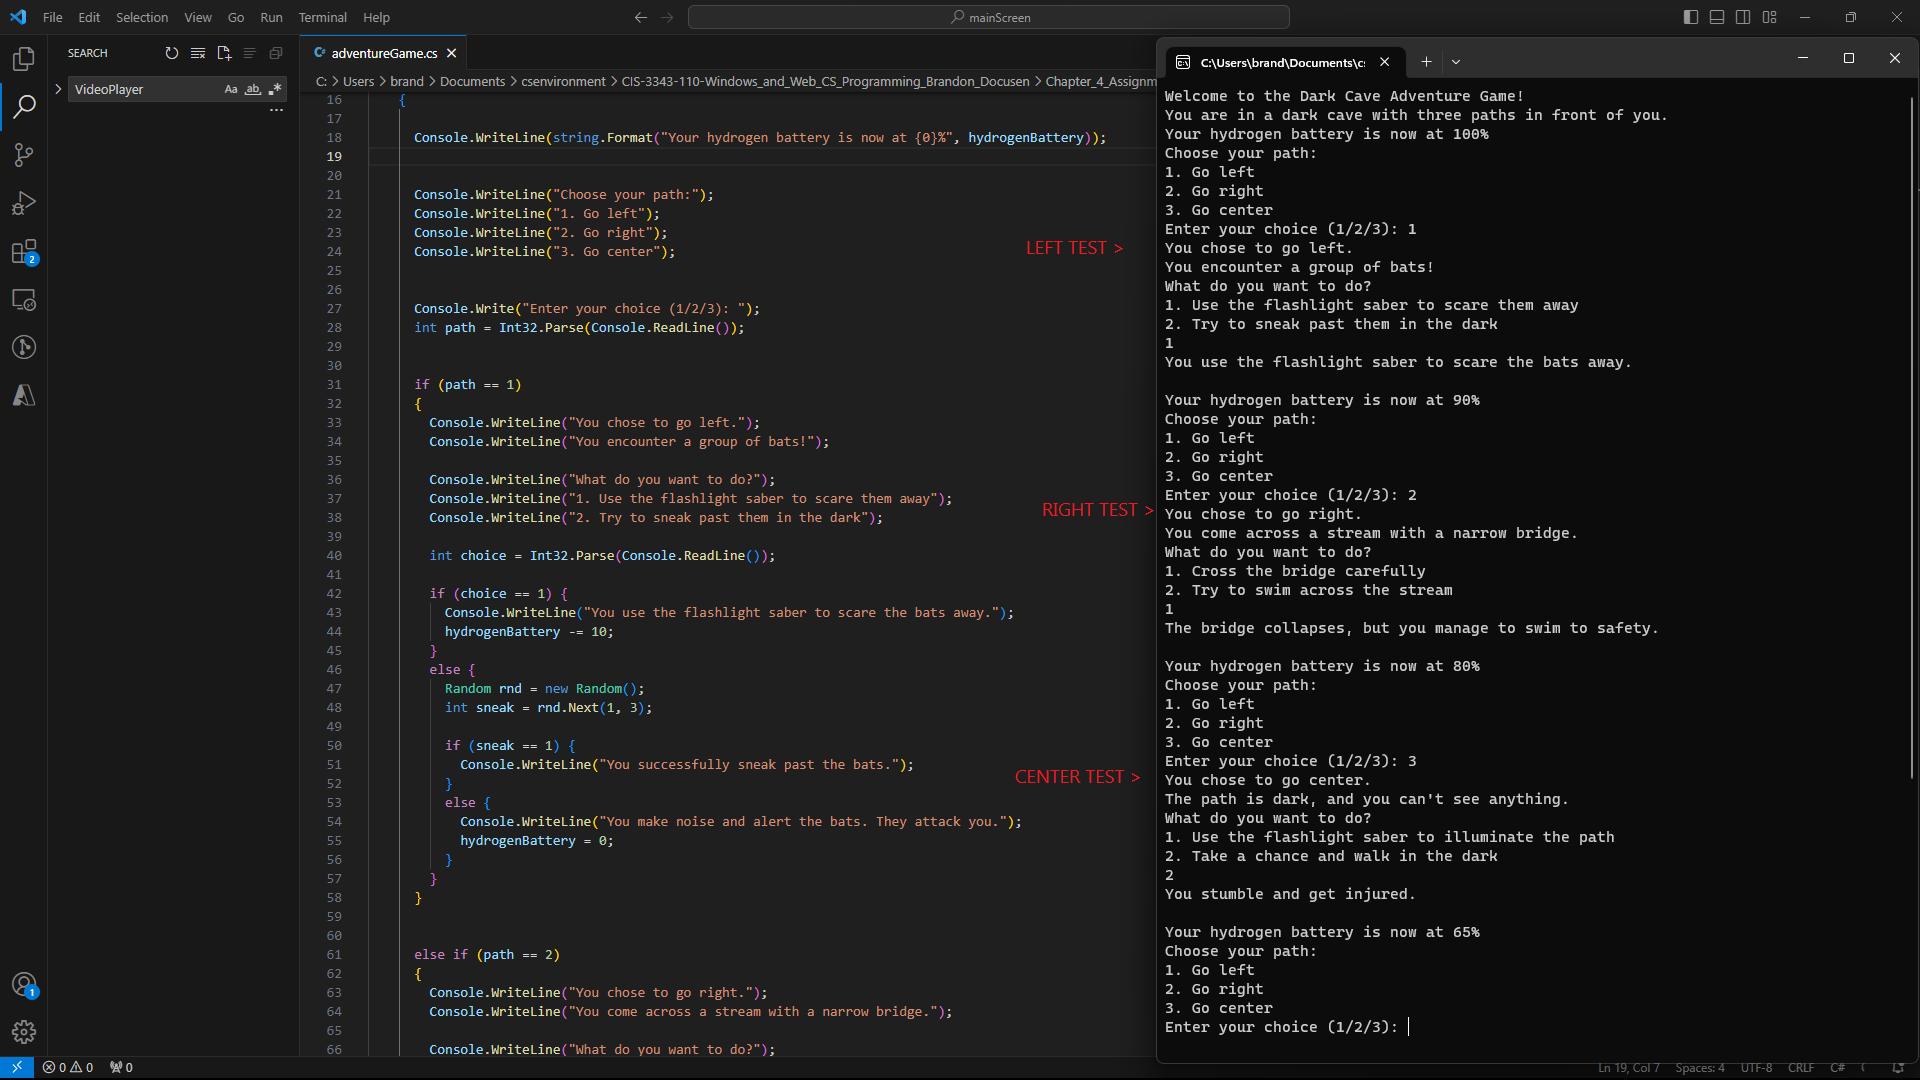 File Edit Selection View Go Run Terminal Help
mainScreen
SEARCH
VideoPlayer
Aa ab .*
2
1
adventureGame.cs
C: > Users > brand > Documents > csenvironment > CIS-3343-110-Windows_and_Web_CS_Programming_Brandon_Docusen > Chapter_4_Assignm
16 {
17
18 Console.WriteLine(string.Format("Your hydrogen battery is now at {0}%", hydrogenBattery));
19
20
21 Console.WriteLine("Choose your path:");
22 Console.WriteLine("1. Go left");
23 Console.WriteLine("2. Go right");
24 Console.WriteLine("3. Go center");
25
26
27 Console.Write("Enter your choice (1/2/3): ");
28 int path = Int32.Parse(Console.ReadLine());
29
30
31 if (path == 1)
32 {
33 Console.WriteLine("You chose to go left.");
34 Console.WriteLine("You encounter a group of bats!");
35
36 Console.WriteLine("What do you want to do?");
37 Console.WriteLine("1. Use the flashlight saber to scare them away");
38 Console.WriteLine("2. Try to sneak past them in the dark");
39
40 int choice = Int32.Parse(Console.ReadLine());
41
42 if (choice == 1) {
43 Console.WriteLine("You use the flashlight saber to scare the bats away.");
44 hydrogenBattery -= 10;
45 }
46 else {
47 Random rnd = new Random();
48 int sneak = rnd.Next(1, 3);
49
50 if (sneak == 1) {
51 Console.WriteLine("You successfully sneak past the bats.");
52 }
53 else {
54 Console.WriteLine("You make noise and alert the bats. They attack you.");
55 hydrogenBattery = 0;
56 }
57 }
58 }
59
60
61 else if (path == 2)
62 {
63 Console.WriteLine("You chose to go right.");
64 Console.WriteLine("You come across a stream with a narrow bridge.");
65
66 Console.WriteLine("What do you want to do?");
LEFT TEST >
RIGHT TEST >
CENTER TEST >
C:\Users\brand\Documents\c
Welcome to the Dark Cave Adventure Game!
You are in a dark cave with three paths in front of you.
Your hydrogen battery is now at 100%
Choose your path:
1. Go left
2. Go right
3. Go center
Enter your choice (1/2/3): 1
You chose to go left.
You encounter a group of bats!
What do you want to do?
1. Use the flashlight saber to scare them away
2. Try to sneak past them in the dark
1
You use the flashlight saber to scare the bats away.
Your hydrogen battery is now at 90%
Choose your path:
1. Go left
2. Go right
3. Go center
Enter your choice (1/2/3): 2
You chose to go right.
You come across a stream with a narrow bridge.
What do you want to do?
1. Cross the bridge carefully
2. Try to swim across the stream
1
The bridge collapses, but you manage to swim to safety.
Your hydrogen battery is now at 80%
Choose your path:
1. Go left
2. Go right
3. Go center
Enter your choice (1/2/3): 3
You chose to go center.
The path is dark, and you can't see anything.
What do you want to do?
1. Use the flashlight saber to illuminate the path
2. Take a chance and walk in the dark
2
You stumble and get injured.
Your hydrogen battery is now at 65%
Choose your path:
1. Go left
2. Go right
3. Go center
Enter your choice (1/2/3):
0 0 0
Ln 19, Col 7 Spaces: 4 UTF-8 CRLF C#